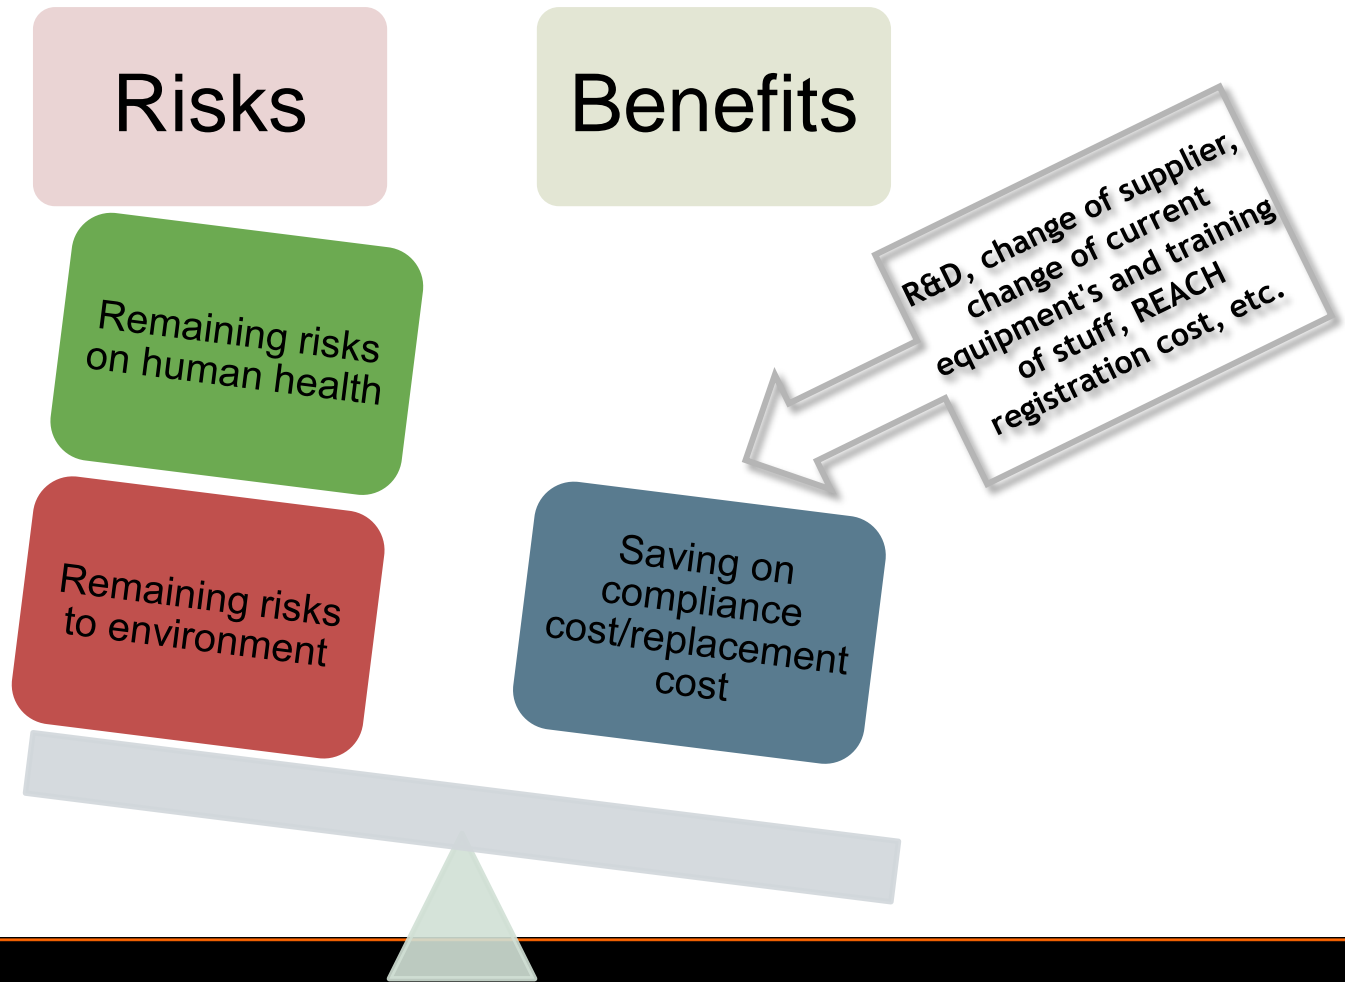 Risks
Benefits
Remaining risks
on human health
Remaining risks
to environment
Saving on
compliance
cost/replacement
cost
R&D, change of supplier,
change of current
equipment's and training
of stuff, REACH
registration cost, etc.